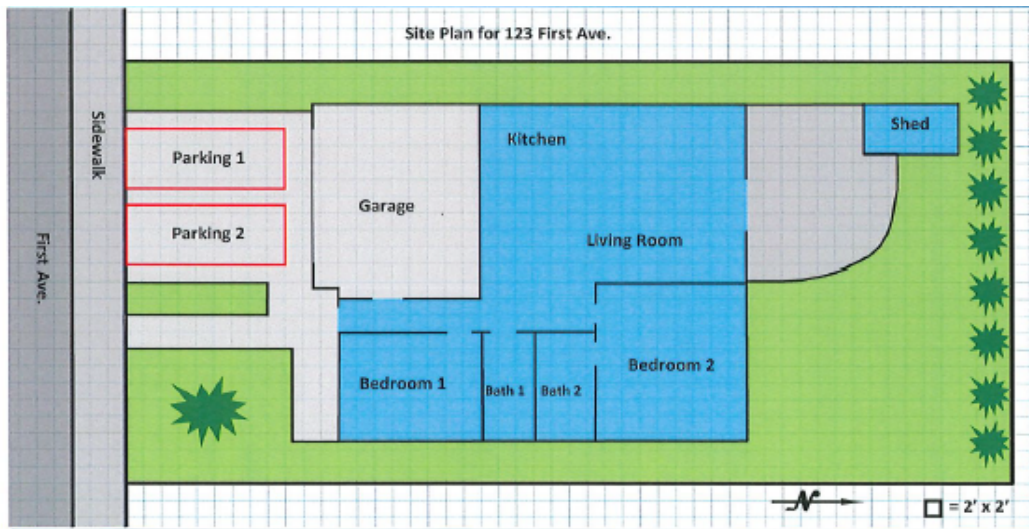 Site Plan for 123 First Ave.
Sidewalk
First Ave.
Parking 1
Parking 2
Garage
Kitchen
Living Room
Shed
Bedroom 1
Bath 1
Bath 2
Bedroom 2
N
= 2' x 2'